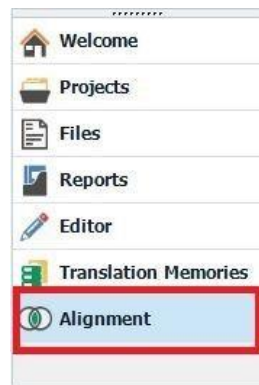 Welcome
Projects
Files
Reports
Editor
Translation Memories
Alignment